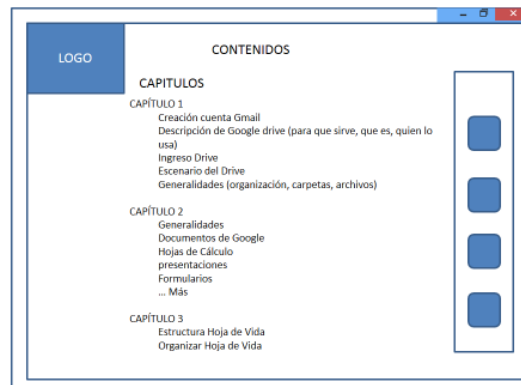 LOGO
CONTENIDOS
CAPITULOS
CAPÍTULO 1
Creación cuenta Gmail
Descripción de Google drive (para que sirve, que es, quien lo
usa)
Ingreso Drive
Escenario del Drive
Generalidades (organización, carpetas, archivos)
CAPÍTULO 2
Generalidades
Documentos de Google
Hojas de Cálculo
presentaciones
Formularios
... Más
CAPÍTULO 3
Estructura Hoja de Vida
Organizar Hoja de Vida